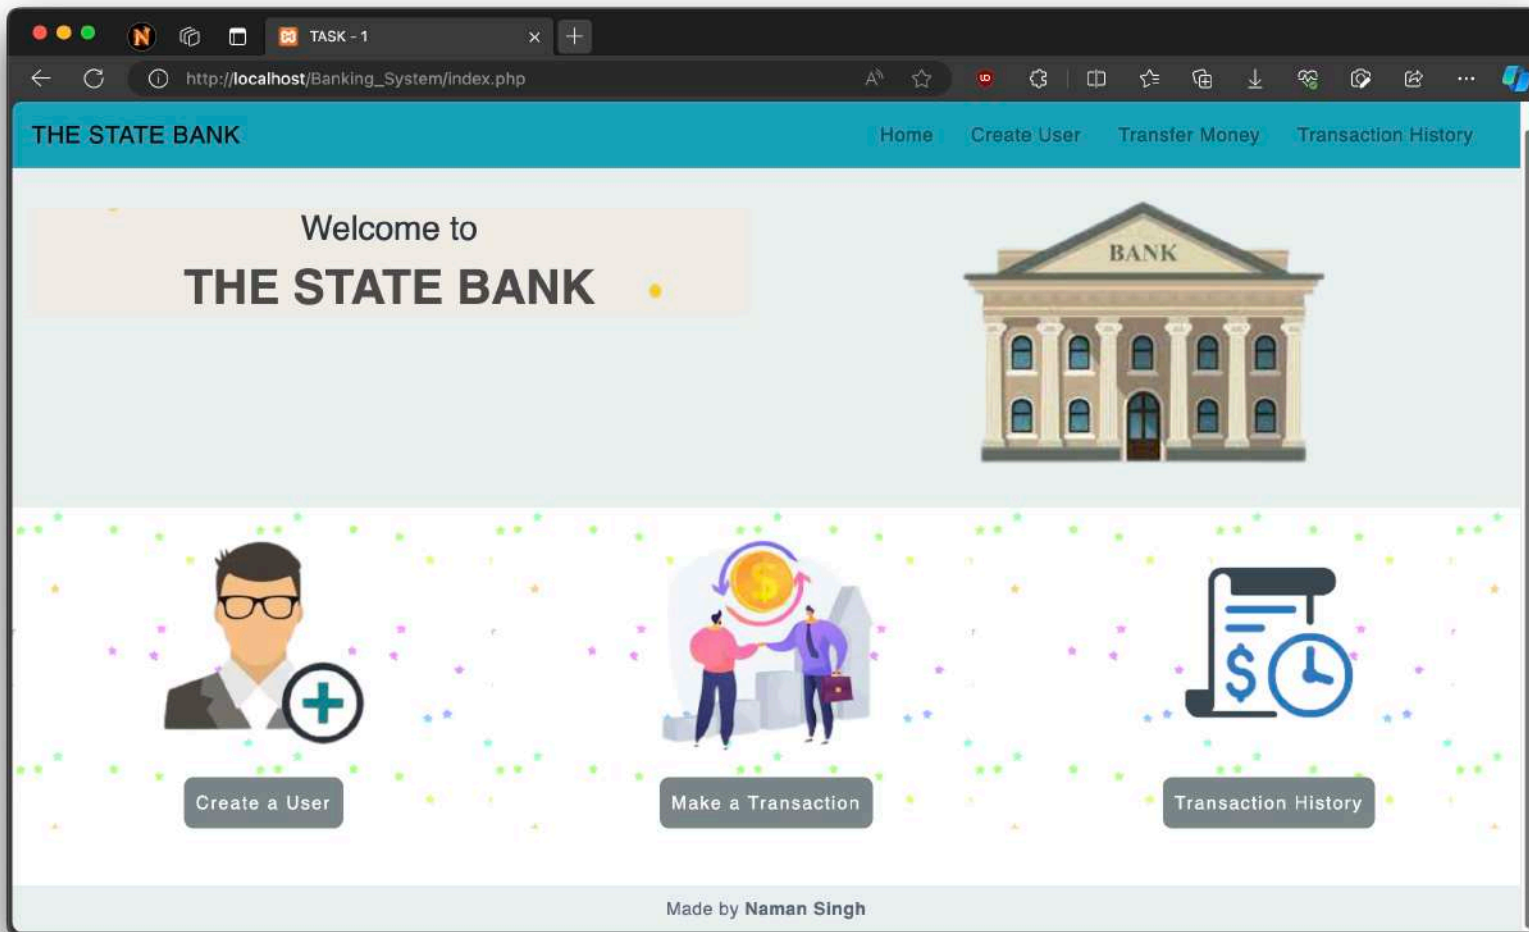 TASK - 1
http://localhost/Banking_System/index.php
THE STATE BANK
Home Create User Transfer Money Transaction History
Welcome to
THE STATE BANK
BANK
Create a User Make a Transaction Transaction History
Made by Naman Singh